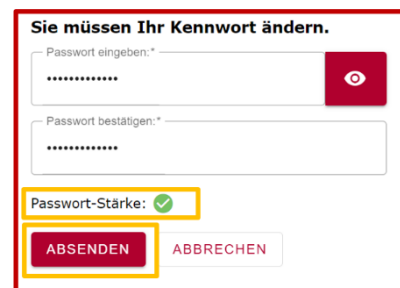 Sie müssen Ihr Kennwort ändern.
Passwort eingeben:*
•••••••••••••
Passwort bestätigen:*
•••••••••••••
Passwort-Stärke:
ABSENDEN ABBRECHEN